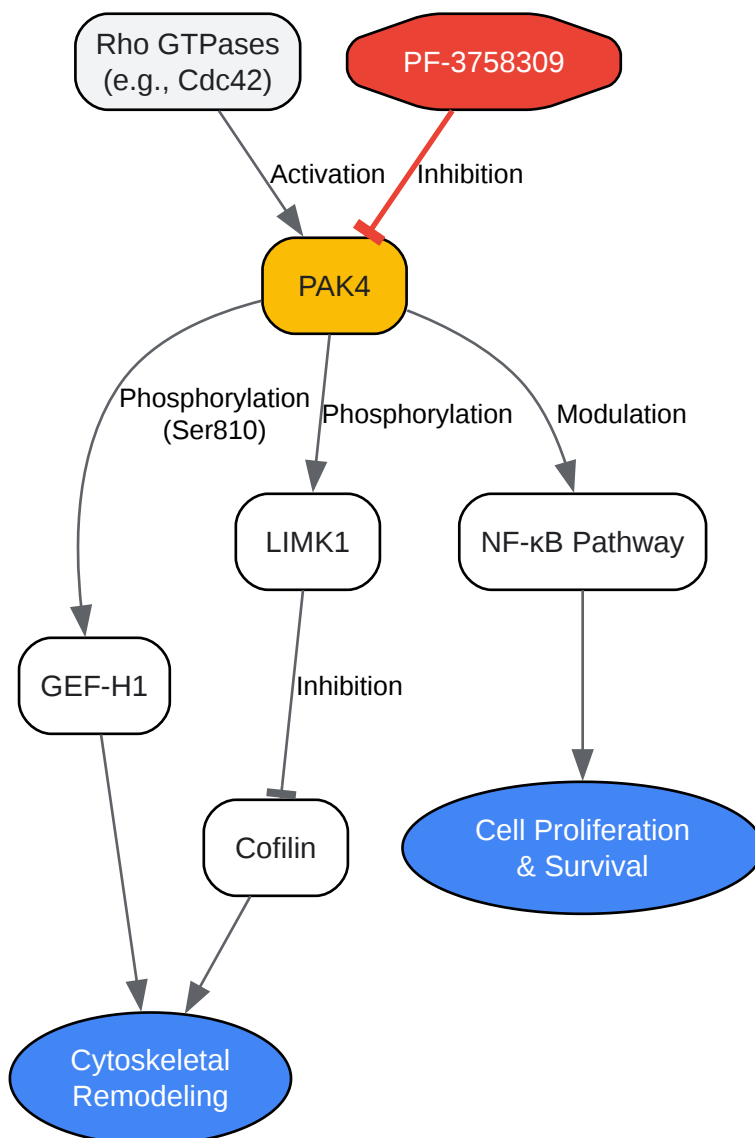 Rho GTPases
(e.g., Cdc42)
PF-3758309
Activation
Inhibition
PAK4
Phosphorylation
(Ser810)
Phosphorylation
Modulation
LIMK1
NF-κB Pathway
GEF-H1
Inhibition
Cofilin
Cell Proliferation
& Survival
Cytoskeletal
Remodeling